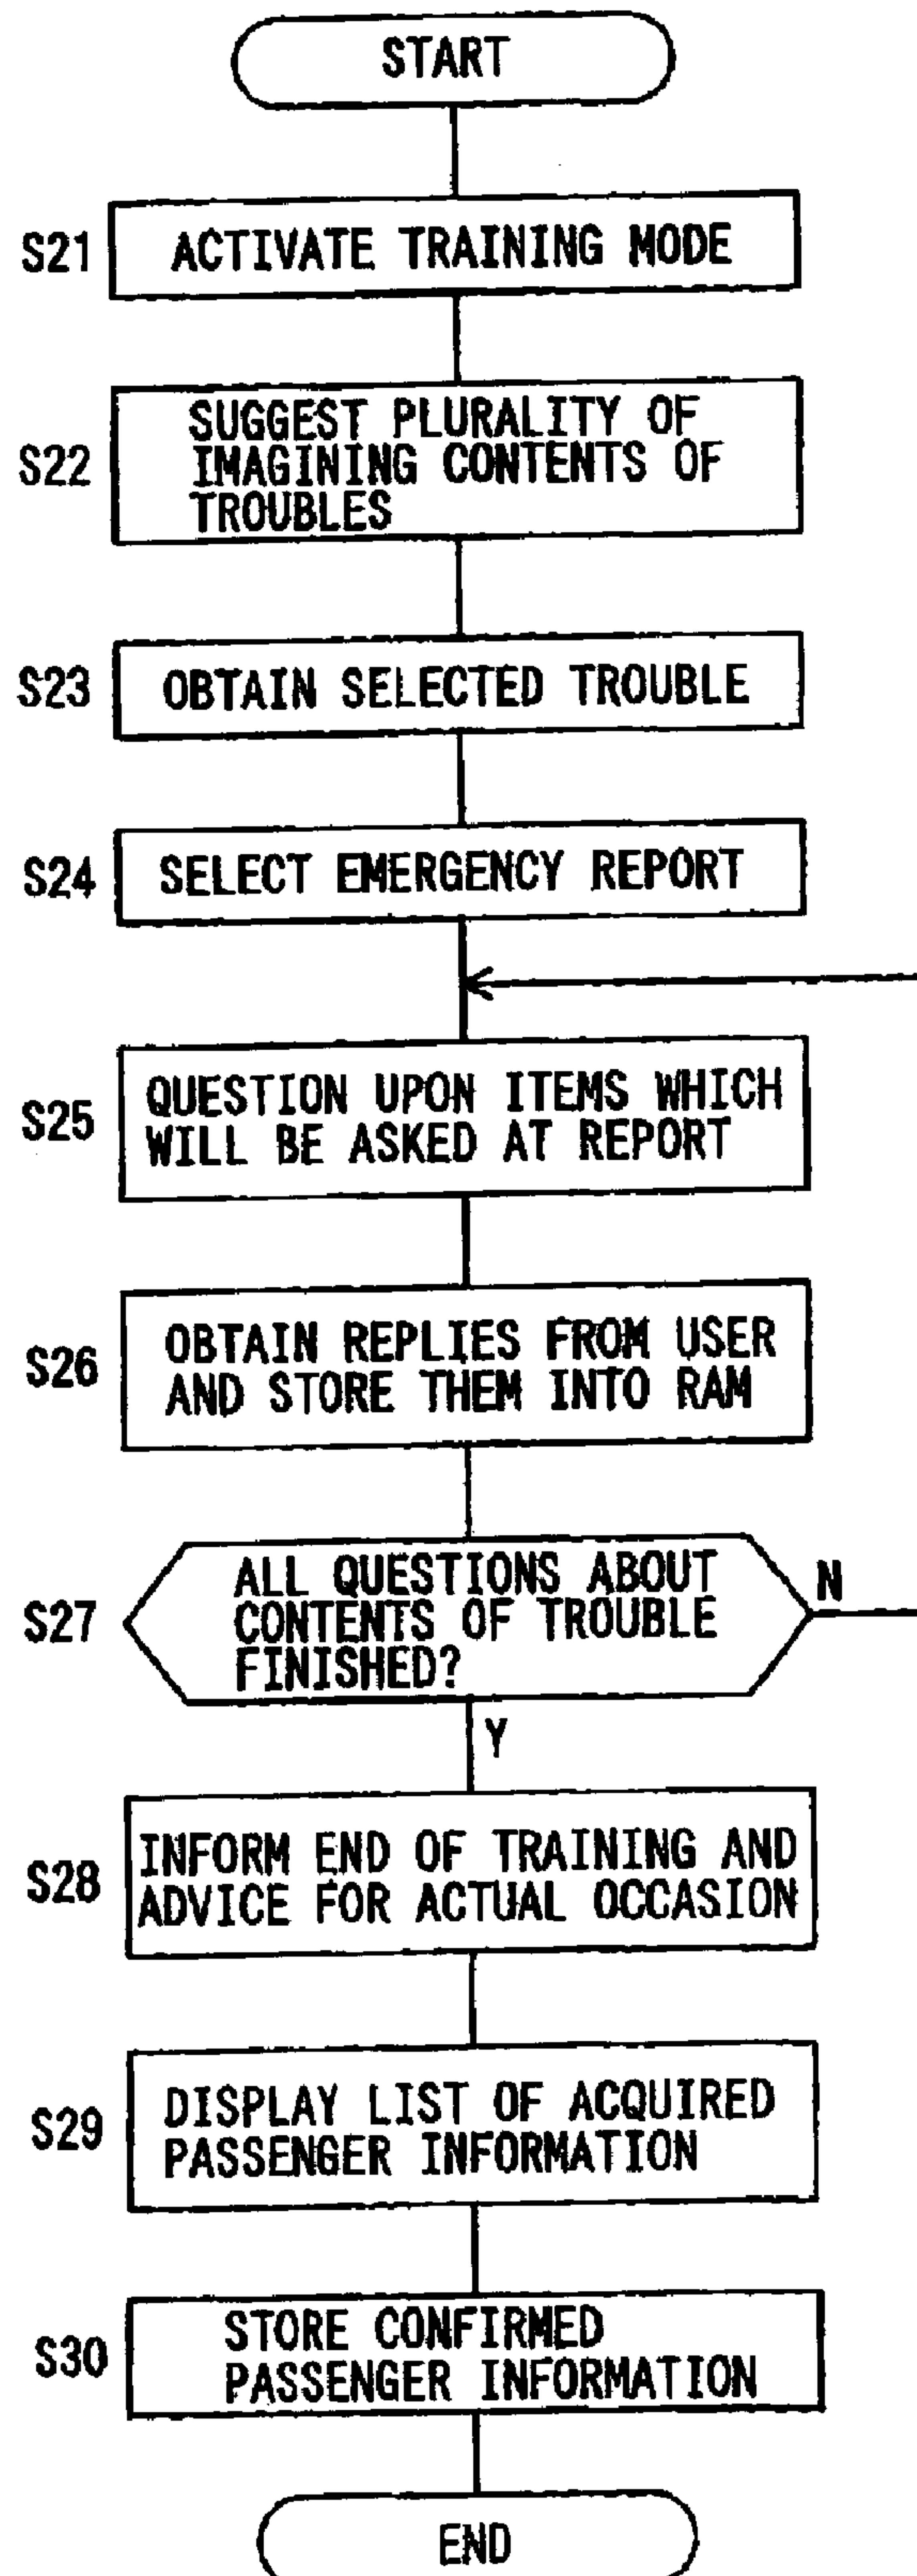 START
S21
ACTIVATE TRAINING MODE
S22
SUGGEST PLURALITY OF
IMAGINING CONTENTS OF
TROUBLES
S23
OBTAIN SELECTED TROUBLE
S24
SELECT EMERGENCY REPORT
S25
QUESTION UPON ITEMS WHICH
WILL BE ASKED AT REPORT
S26
OBTAIN REPLIES FROM USER
AND STORE THEM INTO RAM
S27
ALL QUESTIONS ABOUT
CONTENTS OF TROUBLE
FINISHED?
N
Y
S28
INFORM END OF TRAINING AND
ADVICE FOR ACTUAL OCCASION
S29
DISPLAY LIST OF ACQUIRED
PASSENGER INFORMATION
S30
STORE CONFIRMED
PASSENGER INFORMATION
END